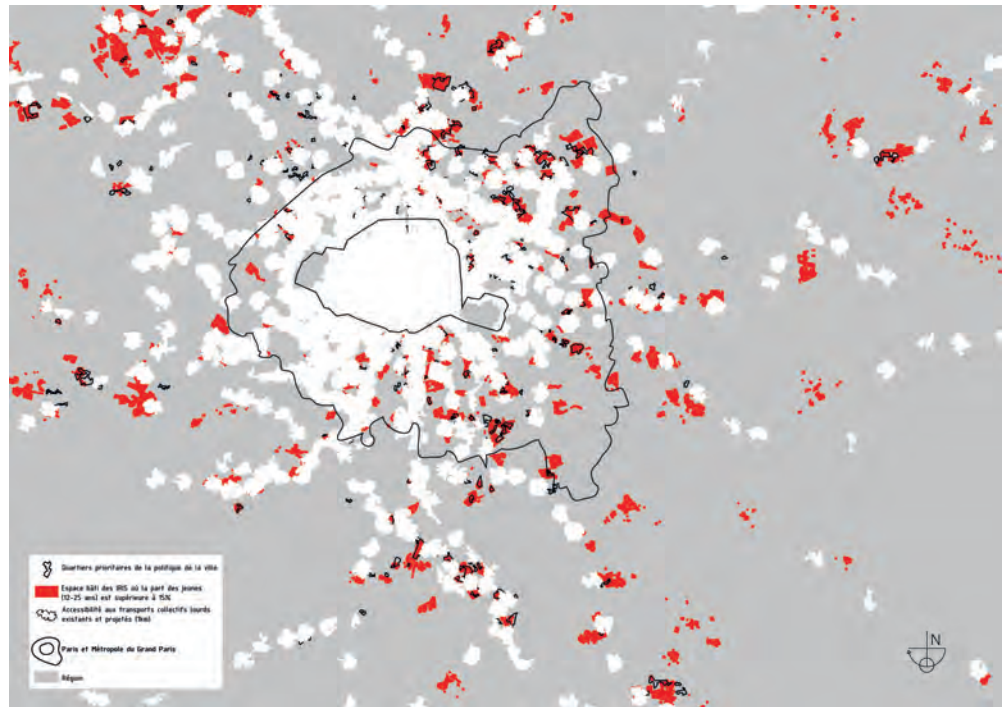 Quartiers prioritaires de la politique de la ville
Espace bâti des IRIS où la part des jeunes
(12-25 ans) est supérieure à 15%
Accessibilité aux transports collectifs lourds
existants et projetés (1km)
Paris et Métropole du Grand Paris
Région
N